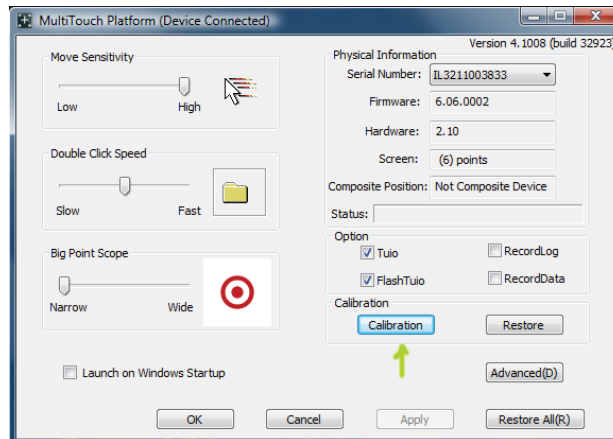 MultiTouch Platform (Device Connected)
Version 4.1008 (build 32923)
Move Sensitivity
Low High
Double Click Speed
Slow Fast
Big Point Scope
Narrow Wide
Launch on Windows Startup
Physical Information
Serial Number: IL3211003833
Firmware: 6.06.0002
Hardware: 2.10
Screen: (6) points
Composite Position: Not Composite Device
Status:
Option
Tuio RecordLog
FlashTuio RecordData
Calibration
Calibration Restore
Advanced(D)
OK Cancel Apply Restore All(R)